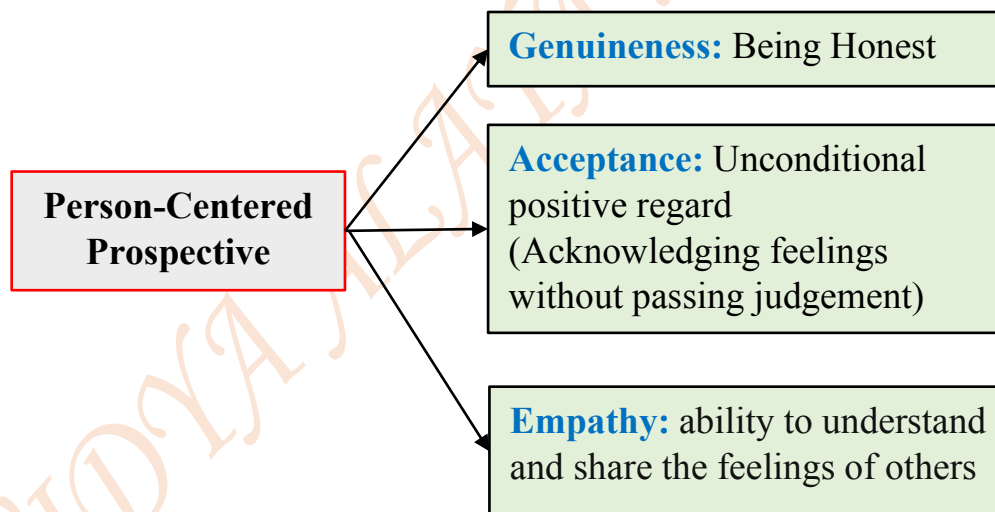 Genuineness: Being Honest
Acceptance: Unconditional
positive regard
(Acknowledging feelings
without passing judgement)
Person-Centered
Prospective
Empathy: ability to understand
and share the feelings of others